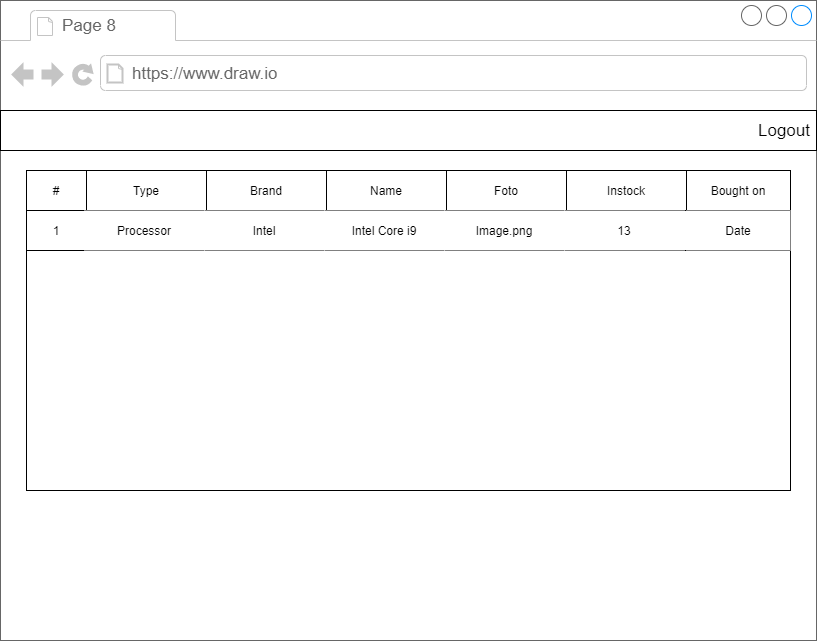 Page 8
https://www.draw.io
Logout
# Type Brand Name Foto Instock Bought on
1 Processor Intel Intel Core i9 Image.png 13 Date